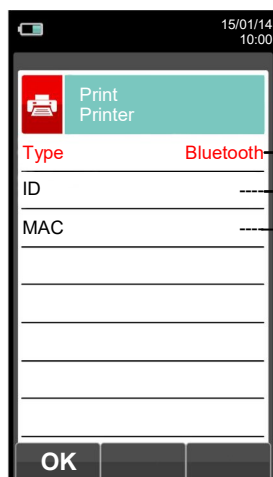 15/01/14
10:00
Print
Printer
Type Bluetooth
ID ----
MAC ----
OK